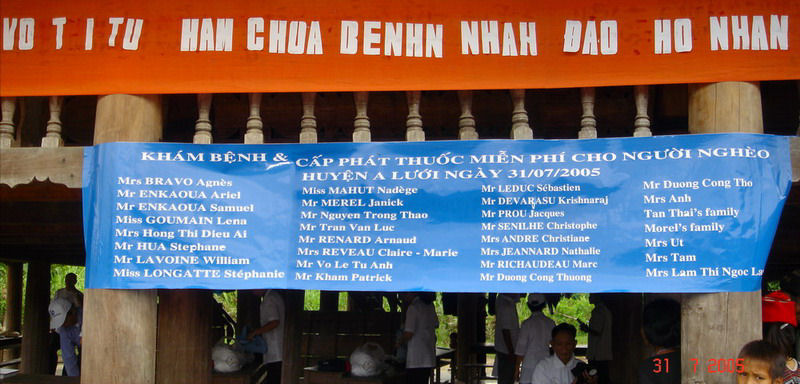 VO T I TU HAM CHOA BENHN NHAH ĐAO HO NHAN
KHÁM BỆNH & CẤP PHÁT THUỐC MIỄN PHÍ CHO NGƯỜI NGHÈO
HUYỆN A LƯỚI NGÀY 31/07/2005
Mrs BRAVO Agnès
Mr ENKAOUA Ariel
Mr ENKAOUA Samuel
Miss GOUMAIN Lena
Mrs Hong Thi Dieu Ai
Mr HUA Stephane
Mr LAVOINE William
Miss LONGATTE Stéphanie
Miss MAHUT Nadège
Mr MEREL Janick
Mr Nguyen Trong Thao
Mr Tran Van Luc
Mr RENARD Arnaud
Mrs REVEAU Claire - Marie
Mr Vo Le Tu Anh
Mr Kham Patrick
Mr LEDUC Sébastien
Mr DEVARASU Krishnaraj
Mr PROU Jacques
Mr SENILHE Christophe
Mrs ANDRE Christiane
Mrs JEANNARD Nathalie
Mr RICHAUDEAU Marc
Mr Duong Cong Thuong
Mr Duong Cong Tho
Mrs Anh
Tan Thai's family
Morel's family
Mrs Ut
Mrs Tam
Mrs Lam Thi Ngoc La
31 7 2005